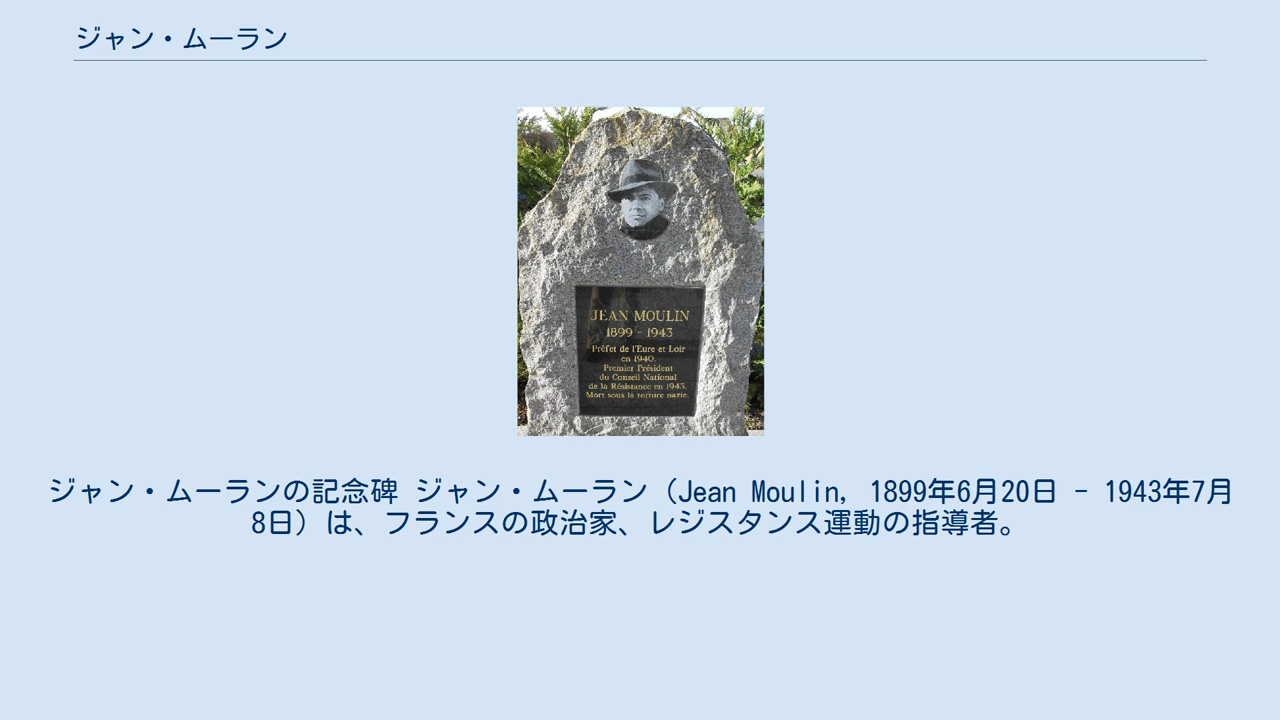 ジャン・ムーラン
JEAN MOULIN
1899 - 1943
Préfet de l'Eure et Loir
en 1940.
Premier Président
du Conseil National
de la Résistance en 1943.
Mort sous la torture nazie.
ジャン・ムーランの記念碑 ジャン・ムーラン（Jean Moulin, 1899年6月20日 - 1943年7月
8日）は、フランスの政治家、レジスタンス運動の指導者。